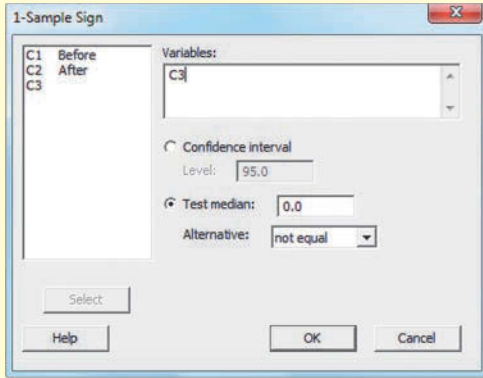 1-Sample Sign
C1 Before
C2 After
C3
Variables:
C3
Confidence interval
Level: 95.0
Test median: 0.0
Alternative: not equal
Select
Help
OK
Cancel